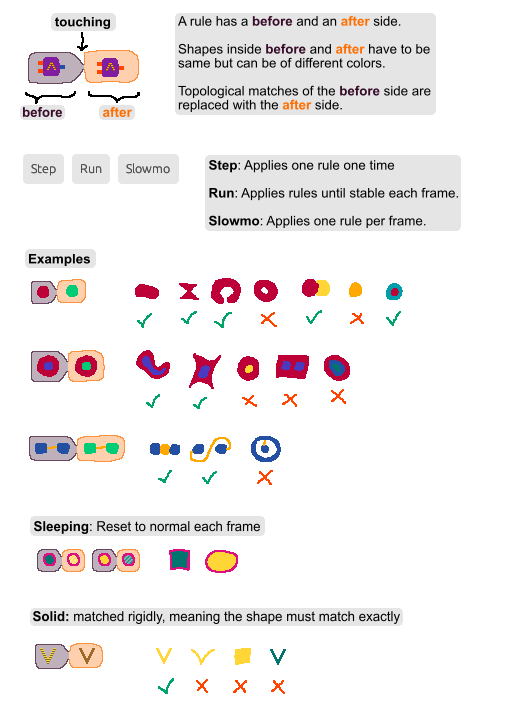 touching
before
after
A rule has a before and an after side.
Shapes inside before and after have to be
same but can be of different colors.
Topological matches of the before side are
replaced with the after side.
Step
Run
Slowmo
Step: Applies one rule one time
Run: Applies rules until stable each frame.
Slowmo: Applies one rule per frame.
Examples
Sleeping: Reset to normal each frame
Solid: matched rigidly, meaning the shape must match exactly